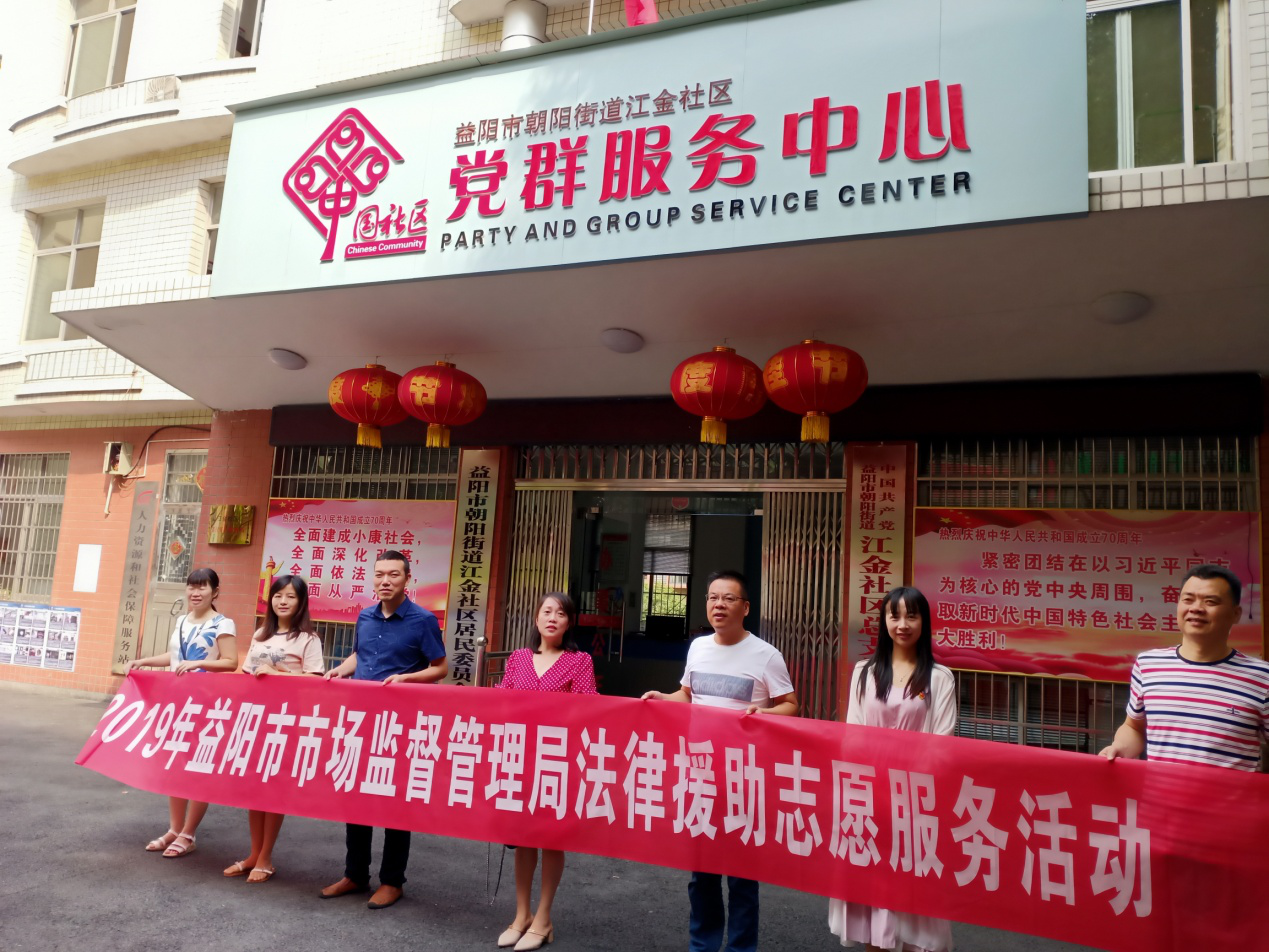 益阳市朝阳街道江金社区
党群服务中心
PARTY AND GROUP SERVICE CENTER
中国社区
Chinese Community
度佳节
人力资源和社会保障服务站
热烈庆祝中华人民共和国成立70周年
全面建成小康社会，
全面深化改革，
全面依法
全面从严治
益阳市朝阳街道江金社区居民委员会
中国共产党
益阳市朝阳街道
江金社区总
热烈庆祝中华人民共和国成立70周年
紧密团结在以习近平同
为核心的党中央周围，奋
取新时代中国特色社会主
大胜利！
2019年益阳市市场监督管理局法律援助志愿服务活动